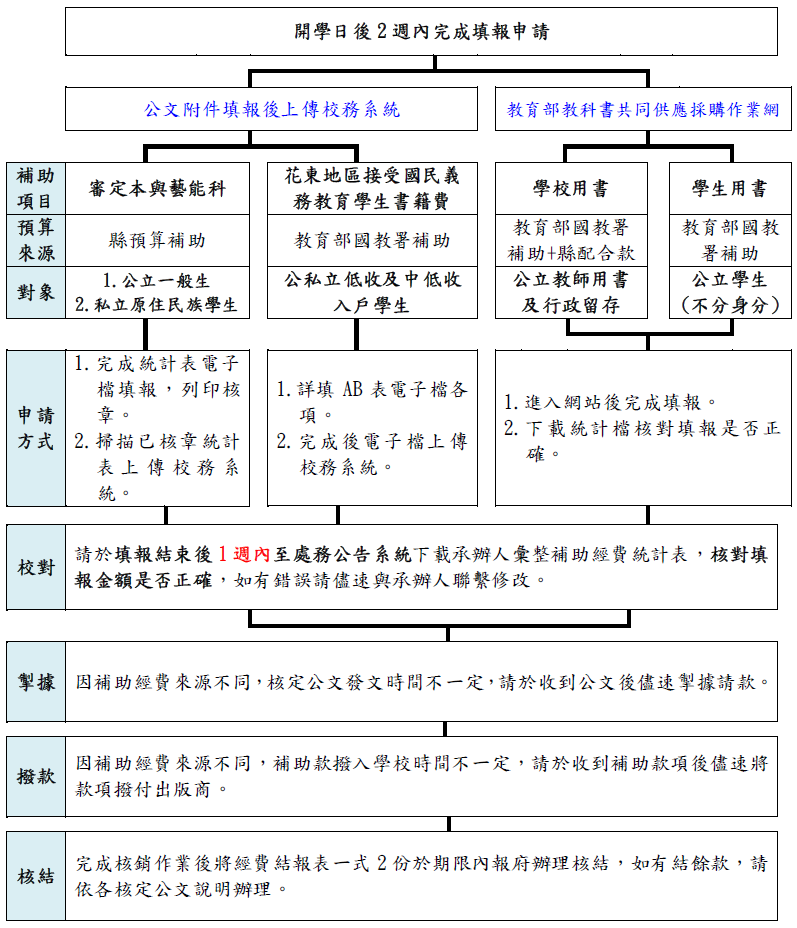 開學日後2週內完成填報申請
公文附件填報後上傳校務系統
教育部教科書共同供應採購作業網
補助
項目
審定本與藝能科
花東地區接受國民義
務教育學生書籍費
學校用書
學生用書
預算
來源
縣預算補助
教育部國教署補助
教育部國教署
補助+縣配合款
教育部國教
署補助
對象
1.公立一般生
2.私立原住民族學生
公私立低收及中低收
入戶學生
公立教師用書
及行政留存
公立學生
(不分身分)
申請
方式
1.完成統計表電子
檔填報，列印核
章。
2.掃描已核章統計
表上傳校務系
統。
1.詳填 AB 表電子檔各
項。
2.完成後電子檔上傳
校務系統。
1.進入網站後完成填報。
2.下載統計檔核對填報是否正
確。
校對
請於填報結束後1週內至處務公告系統下載承辦人彙整補助經費統計表，核對填
報金額是否正確，如有錯誤請儘速與承辦人聯繫修改。
掣據
因補助經費來源不同，核定公文發文時間不一定，請於收到公文後儘速掣據請款。
撥款
因補助經費來源不同，補助款撥入學校時間不一定，請於收到補助款項後儘速將
款項撥付出版商。
核結
完成核銷作業後將經費結報表一式2份於期限內報府辦理核結，如有結餘款，請
依各核定公文說明辦理。